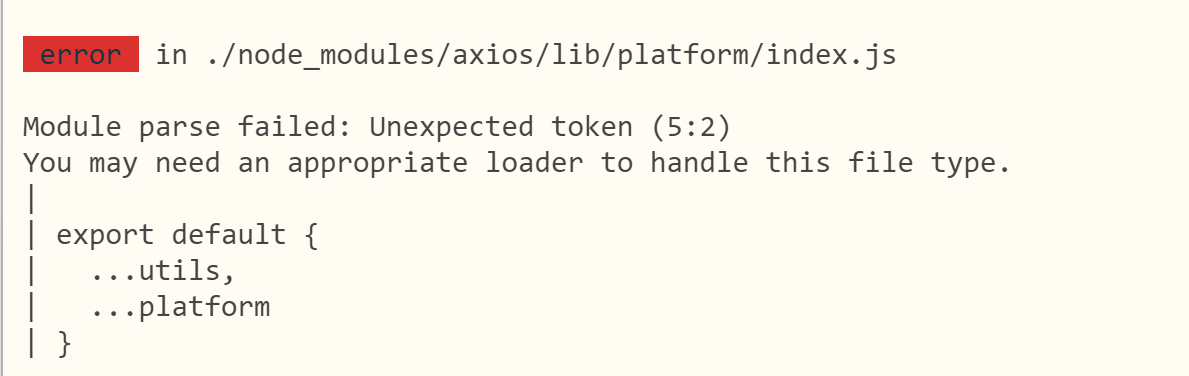 error in ./node_modules/axios/lib/platform/index.js
Module parse failed: Unexpected token (5:2)
You may need an appropriate loader to handle this file type.
|
| export default {
|   ...utils,
|   ...platform
| }